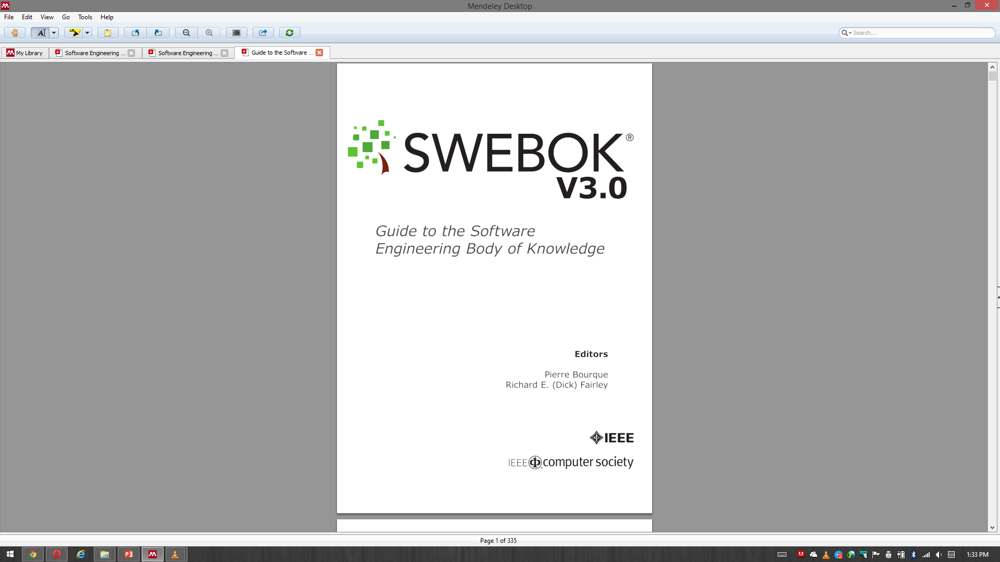 Mendeley Desktop
File Edit View Go Tools Help
Search...
My Library
Software Engineering ...
Software Engineering ...
Guide to the Software ...
SWEBOK®
V3.0
Guide to the Software
Engineering Body of Knowledge
Editors
Pierre Bourque
Richard E. (Dick) Fairley
IEEE
IEEE computer society
Page 1 of 335
1:33 PM